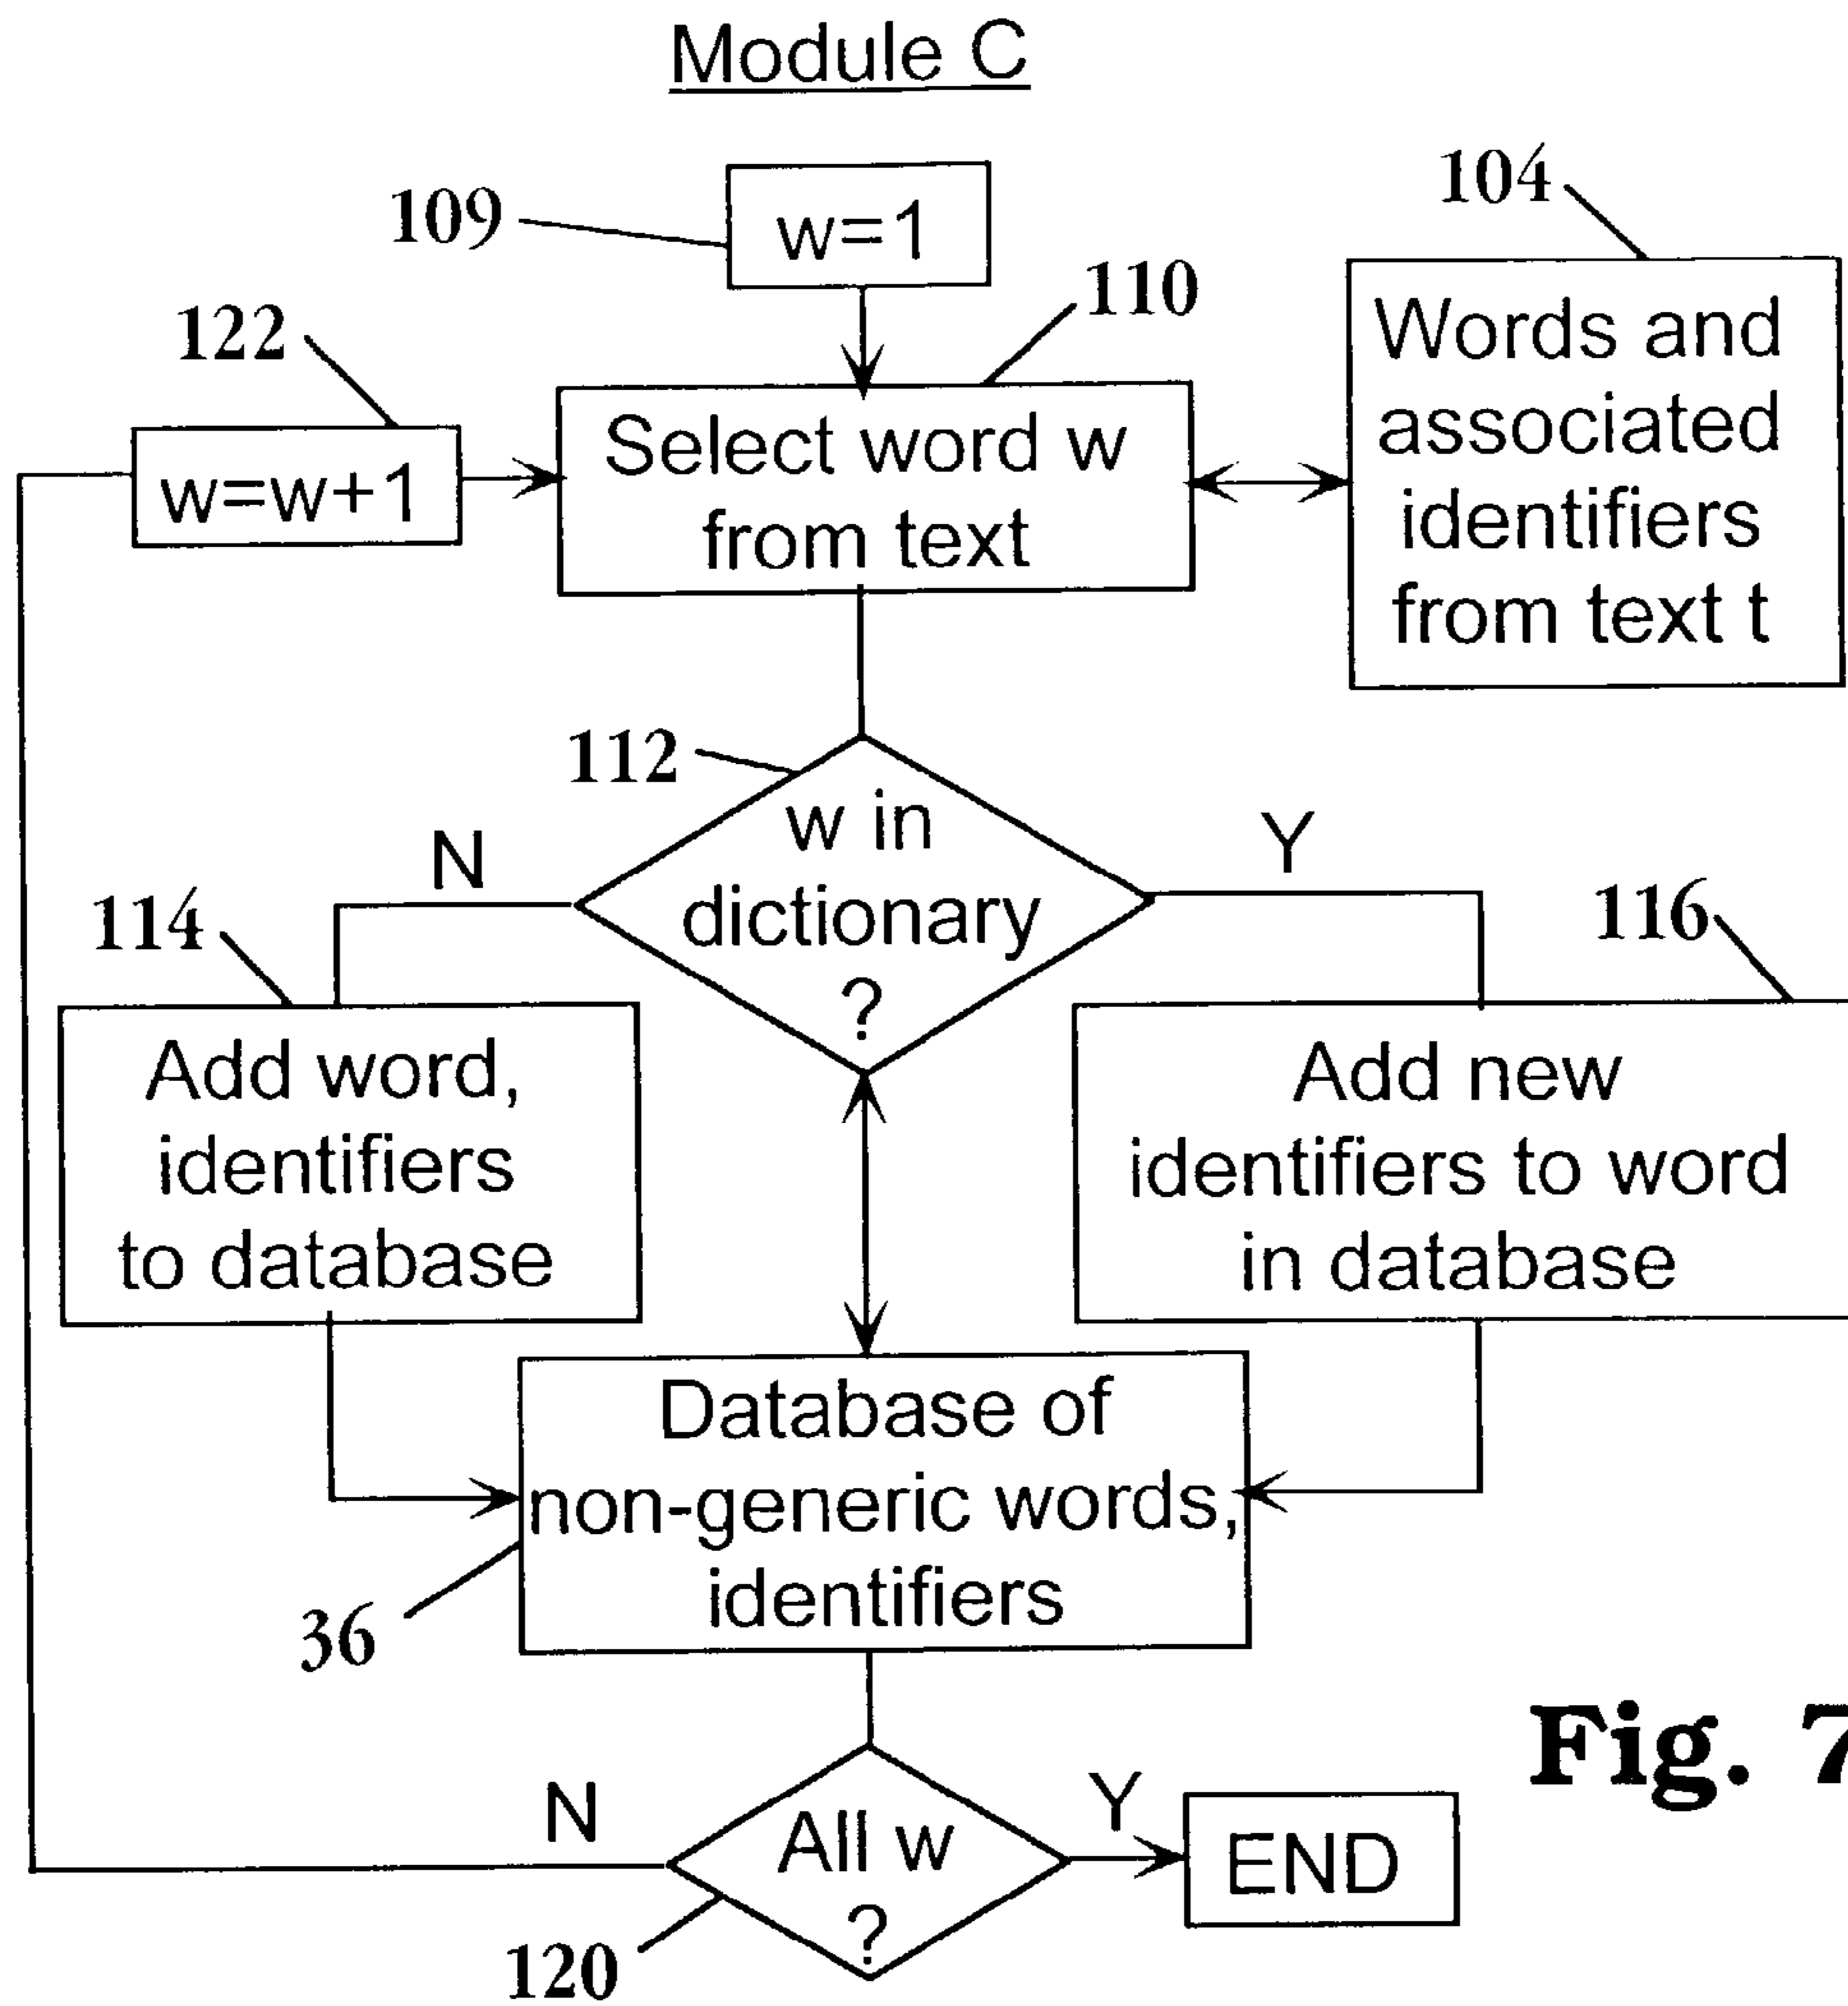 Module C
109
w=1
104
110
Words and
associated
identifiers
from text t
122
w=w+1
Select word w
from text
112
w in
dictionary
?
N
Y
114
116
Add word,
identifiers
to database
Add new
identifiers to word
in database
Database of
non-generic words,
identifiers
36
Fig. 7
N
All w
?
Y
END
120